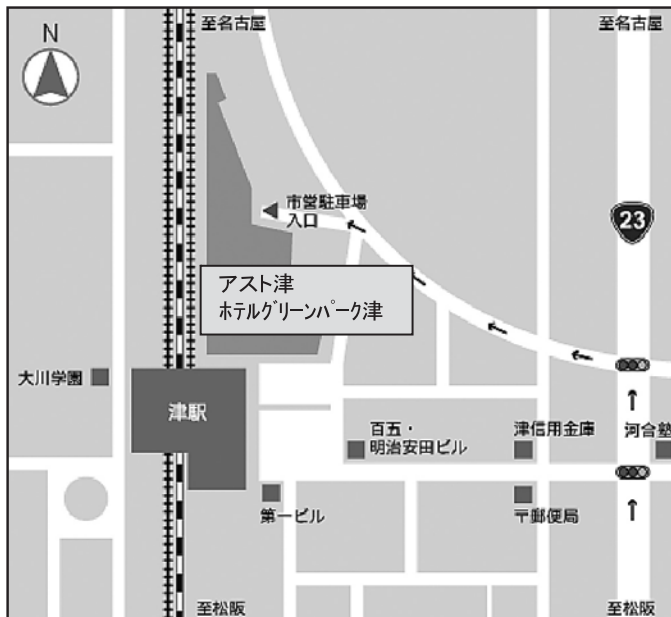 至名古屋
至名古屋
N
市営駐車場
入口
23
アスト津
ホテルグリーンパーク津
大川学園
津駅
百五・
明治安田ビル
津信用金庫
河合塾
第一ビル
〒郵便局
至松阪
至松阪